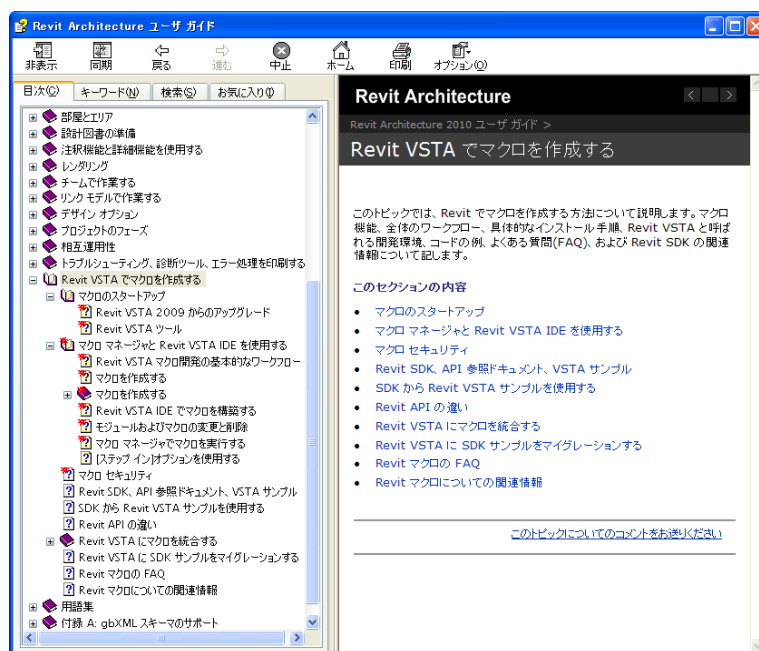 Revit Architecture ユーザ ガイド
非表示 同期 戻る 進む 中止 ホーム 印刷 オプション(O)
目次(C) キーワード(N) 検索(S) お気に入り(I)
部屋とエリア
設計図書の準備
注釈機能と詳細機能を使用する
レンダリング
チームで作業する
リンク モデルで作業する
デザイン オプション
プロジェクトのフェーズ
相互運用性
トラブルシューティング、診断ツール、エラー処理を印刷する
Revit VSTA でマクロを作成する
マクロのスタートアップ
Revit VSTA 2009 からのアップグレード
Revit VSTA ツール
マクロ マネージャと Revit VSTA IDE を使用する
Revit VSTA マクロ開発の基本的なワークフロー
マクロを作成する
マクロを作成する
Revit VSTA IDE でマクロを構築する
モジュールおよびマクロの変更と削除
マクロ マネージャでマクロを実行する
[ステップ イン]オプションを使用する
マクロ セキュリティ
Revit SDK、API 参照ドキュメント、VSTA サンプル
SDK から Revit VSTA サンプルを使用する
Revit API の違い
Revit VSTA にマクロを統合する
Revit VSTA に SDK サンプルをマイグレーションする
Revit マクロの FAQ
Revit マクロについての関連情報
用語集
付録 A: gbXML スキーマのサポート
Revit Architecture
Revit Architecture 2010 ユーザ ガイド >
Revit VSTA でマクロを作成する
このトピックでは、Revit でマクロを作成する方法について説明します。マクロ
機能、全体のワークフロー、具体的なインストール手順、Revit VSTA と呼ば
れる開発環境、コードの例、よくある質問(FAQ)、および Revit SDK の関連
情報について記します。
このセクションの内容
• マクロのスタートアップ
• マクロ マネージャと Revit VSTA IDE を使用する
• マクロ セキュリティ
• Revit SDK、API 参照ドキュメント、VSTA サンプル
• SDK から Revit VSTA サンプルを使用する
• Revit API の違い
• Revit VSTA にマクロを統合する
• Revit VSTA に SDK サンプルをマイグレーションする
• Revit マクロの FAQ
• Revit マクロについての関連情報
このトピックについてのコメントをお送りください